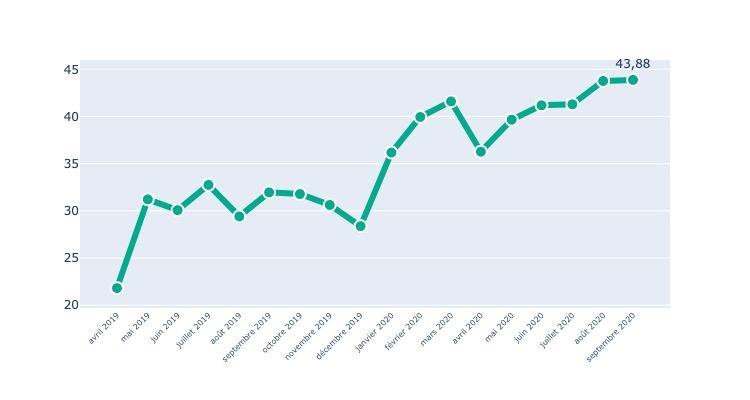 43,88
45
40
35
30
25
20
avril 2019
mai 2019
juin 2019
juillet 2019
août 2019
septembre 2019
octobre 2019
novembre 2019
décembre 2019
janvier 2020
février 2020
mars 2020
avril 2020
mai 2020
juin 2020
juillet 2020
août 2020
septembre 2020